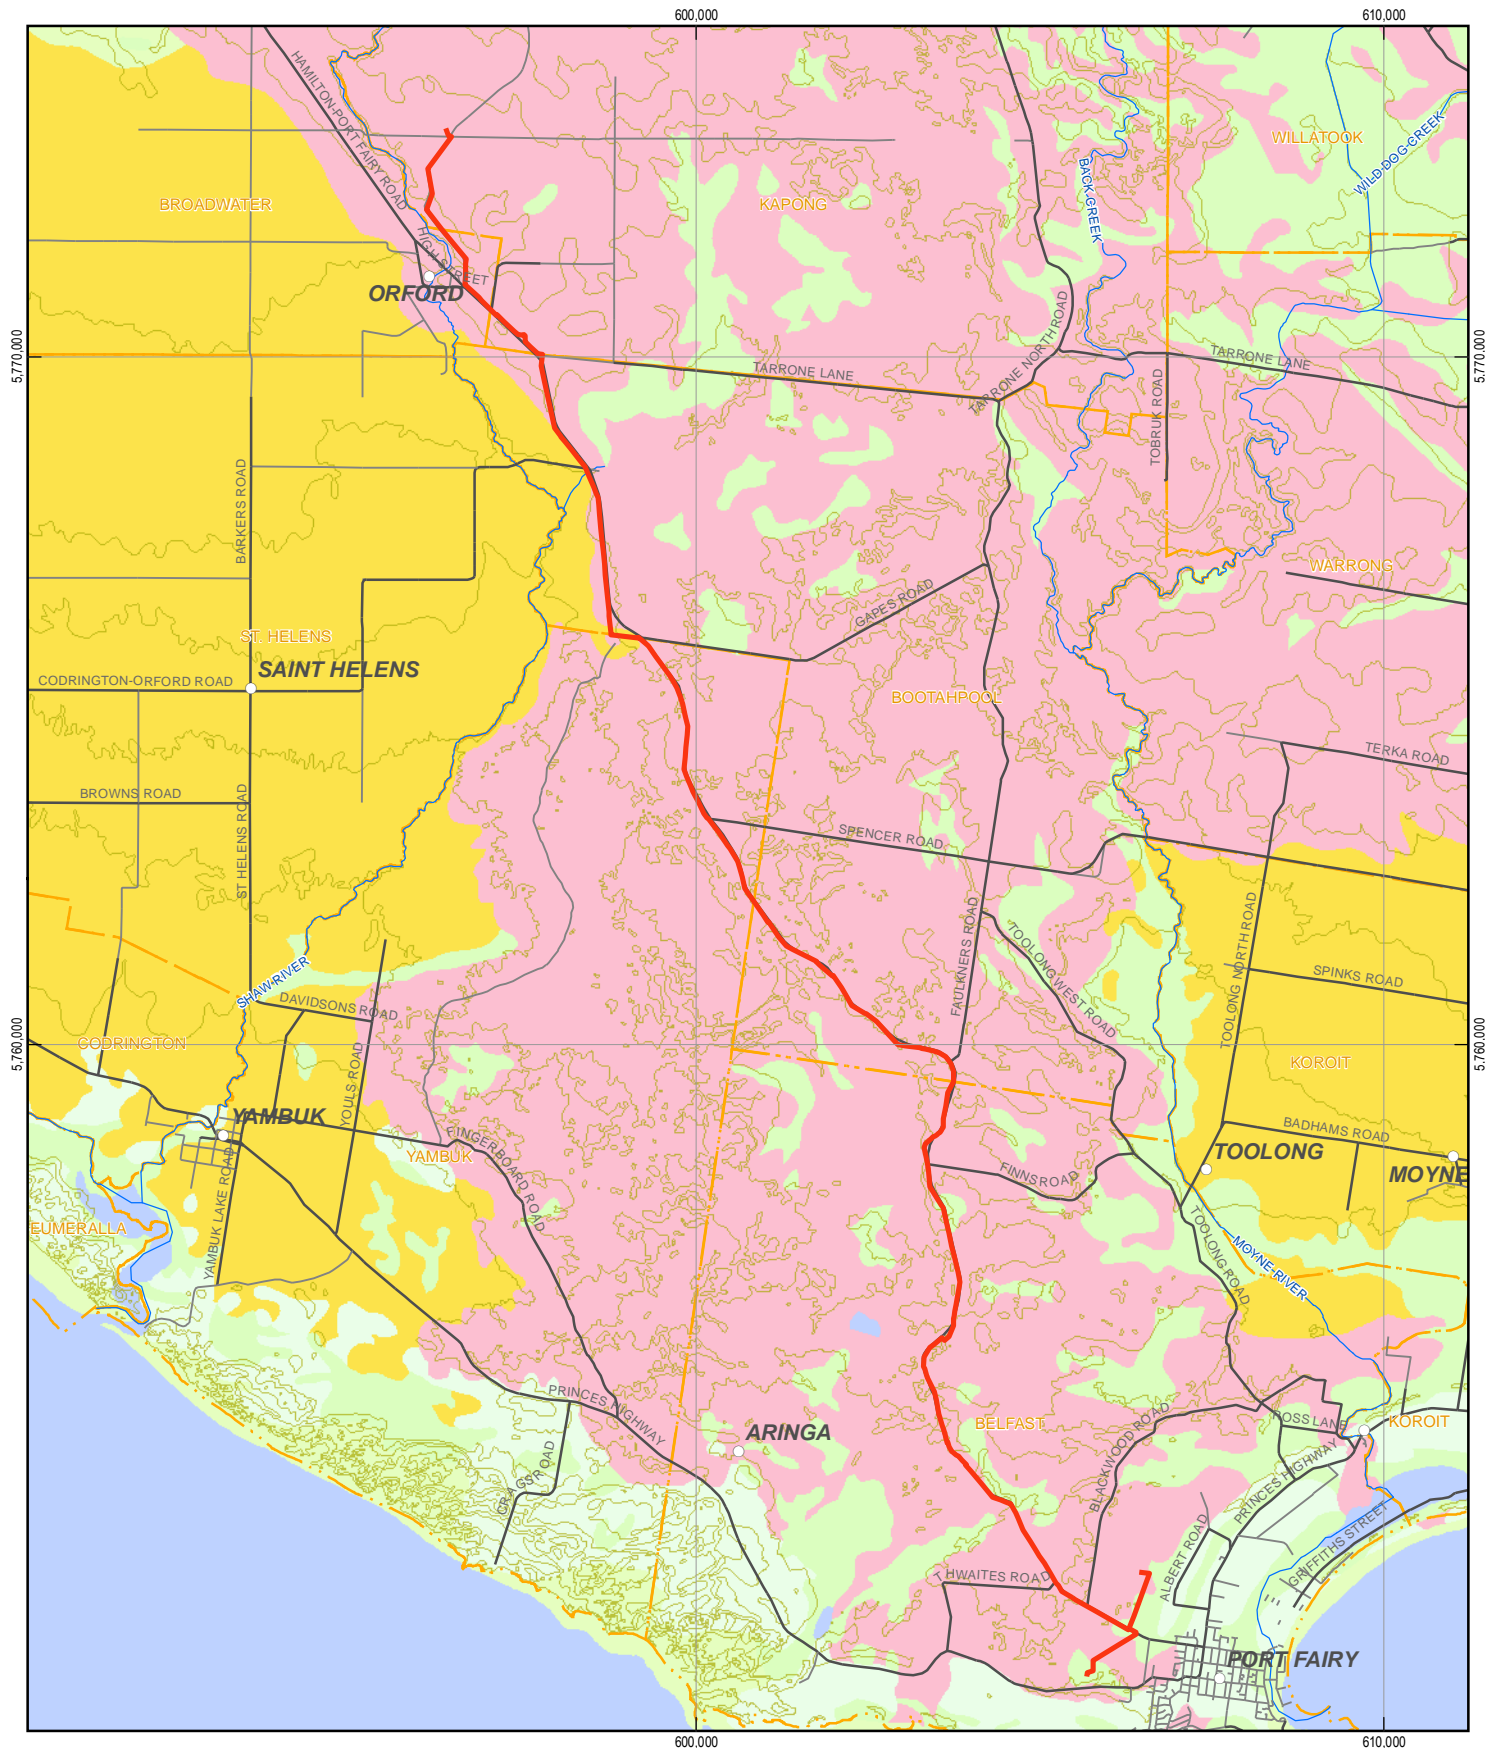 600,000
610,000
HAMILTON-PORT FAIRY ROAD
WILLATOOK
WILD DOG CREEK
BACK CREEK
BROADWATER
KAPONG
HIGH STREET
ORFORD
5,770,000
5,770,000
TARRONE NORTH ROAD
TARRONE LANE
TARRONE LANE
TOBRUK ROAD
BARKERS ROAD
WARRONG
GAPES ROAD
ST. HELENS
SAINT HELENS
CODRINGTON-ORFORD ROAD
BOOTAHPOOL
TERKA ROAD
BROWNS ROAD
ST HELENS ROAD
SPENCER ROAD
FAULKNERS ROAD
TOOLONG WEST ROAD
TOOLONG NORTH ROAD
SPINKS ROAD
SHAW RIVER
DAVIDSONS ROAD
5,760,000
5,760,000
CODRINGTON
KOROIT
YOULS ROAD
YAMBUK
BADHAMS ROAD
FINGERBOARD ROAD
YAMBUK
TOOLONG
MOYNE
FINNS ROAD
YAMBUK LAKE ROAD
EUMERALLA
TOOLONG ROAD
MOYNE RIVER
PRINCES HIGHWAY
ARINGA
BELFAST
BLACKWOOD ROAD
ROSS LANE
KOROIT
PRINCES HIGHWAY
CRAGS ROAD
ALBERT ROAD
GRIFFITHS STREET
THWAITES ROAD
PORT FAIRY
600,000
610,000